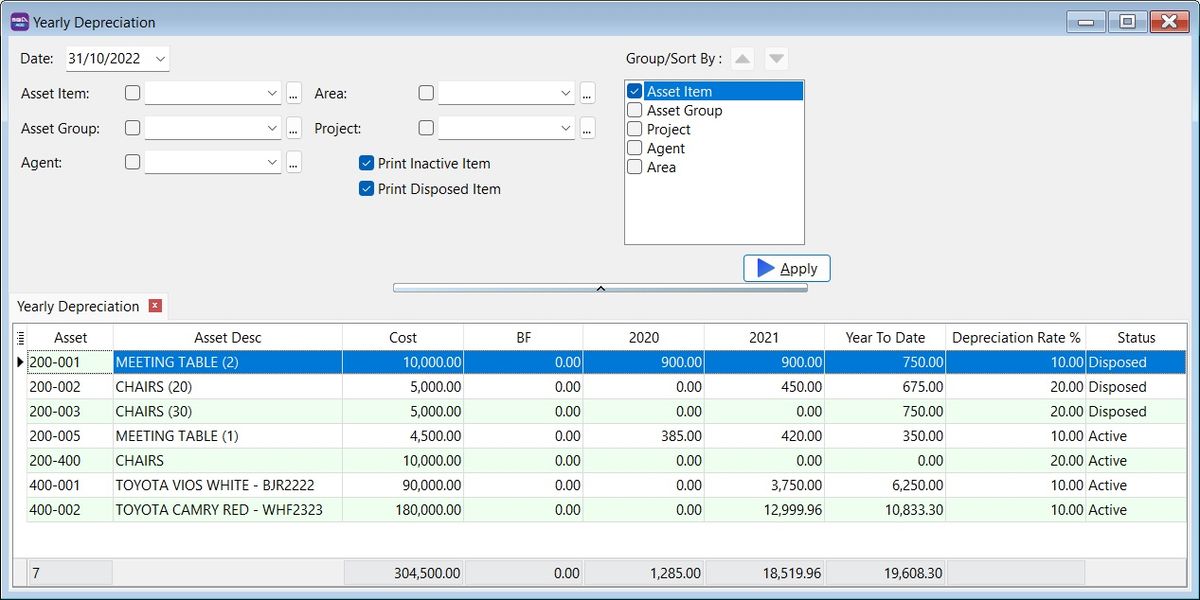 Yearly Depreciation
Date: 31/10/2022
Group/Sort By :
Asset Item: ... Area: ...
Asset Group: ... Project: ...
Agent: ...
Print Inactive Item
Print Disposed Item
Asset Item
Asset Group
Project
Agent
Area
Apply
Yearly Depreciation
Asset Asset Desc Cost BF 2020 2021 Year To Date Depreciation Rate % Status
200-001 MEETING TABLE (2) 10,000.00 0.00 900.00 900.00 750.00 10.00 Disposed
200-002 CHAIRS (20) 5,000.00 0.00 0.00 450.00 675.00 20.00 Disposed
200-003 CHAIRS (30) 5,000.00 0.00 0.00 0.00 750.00 20.00 Disposed
200-005 MEETING TABLE (1) 4,500.00 0.00 385.00 420.00 350.00 10.00 Active
200-400 CHAIRS 10,000.00 0.00 0.00 0.00 0.00 20.00 Active
400-001 TOYOTA VIOS WHITE - BJR2222 90,000.00 0.00 0.00 3,750.00 6,250.00 10.00 Active
400-002 TOYOTA CAMRY RED - WHF2323 180,000.00 0.00 0.00 12,999.96 10,833.30 10.00 Active
7 304,500.00 0.00 1,285.00 18,519.96 19,608.30